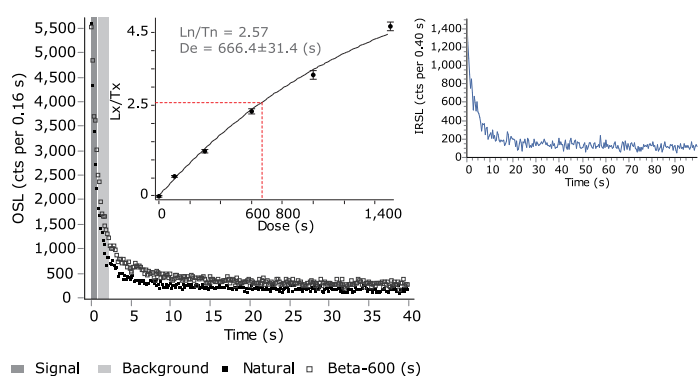 OSL (cts per 0.16 s)
5,500
5,000
4,500
4,000
3,500
3,000
2,500
2,000
1,500
1,000
500
0
0 5 10 15 20 25 30 35 40
Time (s)
Lx/Tx
4.5
2.5
0
Ln/Tn = 2.57
De = 666.4±31.4 (s)
0 200 400 600 800 1,400
Dose (s)
IRSL (cts per 0.40 s)
1,400
1,200
1,000
800
600
400
200
0
0 10 20 30 40 50 60 70 80 90
Time (s)
Signal Background Natural Beta-600 (s)